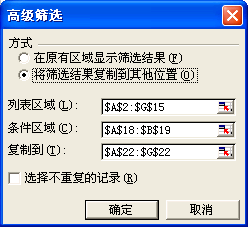 高级筛选
方式
在原有区域显示筛选结果(F)
将筛选结果复制到其他位置(O)
列表区域(L): $A$2:$G$15
条件区域(C): $A$18:$B$19
复制到(T): $A$22:$G$22
选择不重复的记录(R)
确定 取消